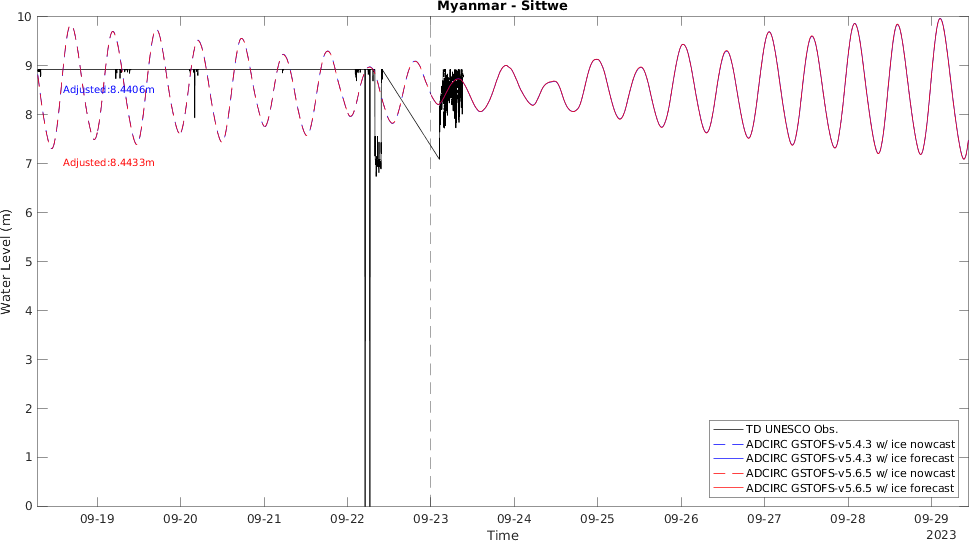 Myanmar - Sittwe
10
9
8
7
6
5
4
3
2
1
0
Water Level (m)
Adjusted:8.4406m
Adjusted:8.4433m
TD UNESCO Obs.
ADCIRC GSTOFS-v5.4.3 w/ ice nowcast
ADCIRC GSTOFS-v5.4.3 w/ ice forecast
ADCIRC GSTOFS-v5.6.5 w/ ice nowcast
ADCIRC GSTOFS-v5.6.5 w/ ice forecast
09-19 09-20 09-21 09-22 09-23 09-24 09-25 09-26 09-27 09-28 09-29
Time
2023